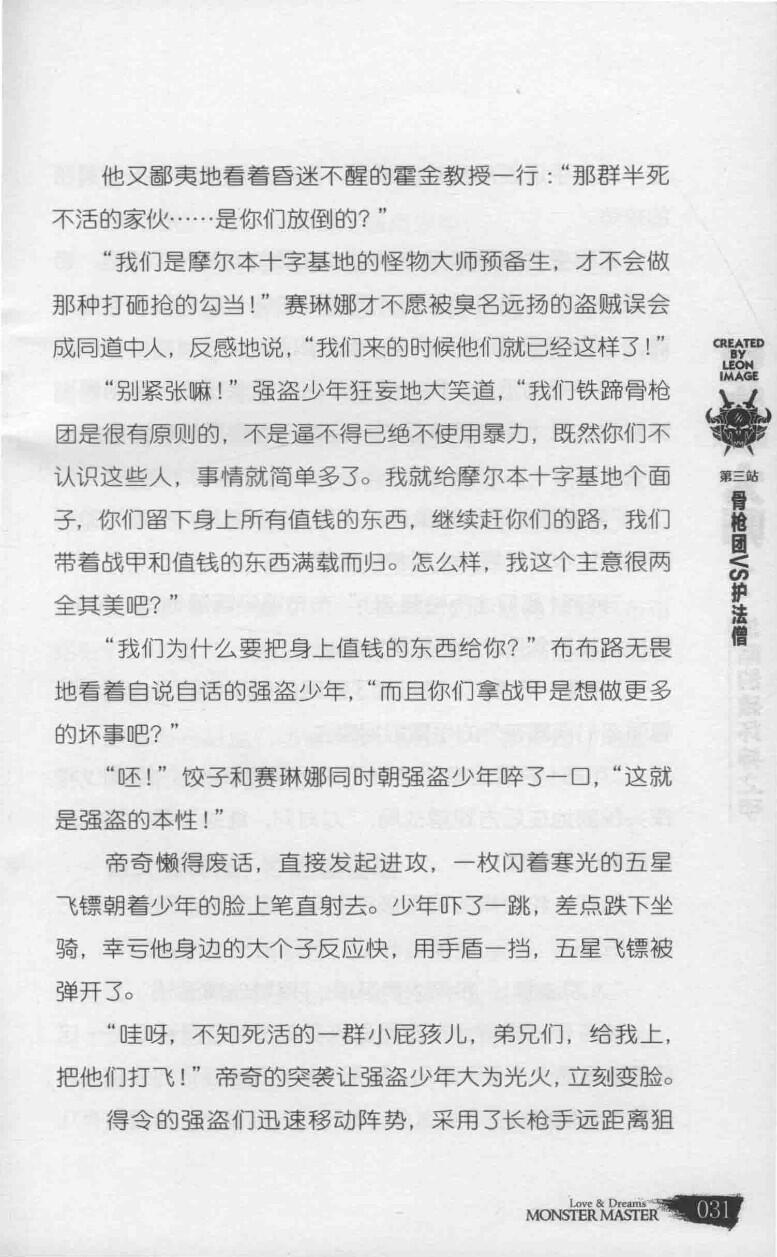 他又鄙夷地看着昏迷不醒的霍金教授一行：“那群半死
不活的家伙……是你们放倒的？”
“我们是摩尔本十字基地的怪物大师预备生，才不会做
那种打砸抢的勾当！”赛琳娜才不愿被臭名远扬的盗贼误会
成同道中人，反感地说，“我们来的时候他们就已经这样了！”
“别紧张嘛！”强盗少年狂妄地大笑道，“我们铁蹄骨枪
团是很有原则的，不是逼不得已绝不使用暴力，既然你们不
认识这些人，事情就简单多了。我就给摩尔本十字基地个面
子，你们留下身上所有值钱的东西，继续赶你们的路，我们
带着战甲和值钱的东西满载而归。怎么样，我这个主意很两
全其美吧？”
“我们为什么要把身上值钱的东西给你？”布布路无畏
地看着自说自话的强盗少年，“而且你们拿战甲是想做更多
的坏事吧？”
“呸！”饺子和赛琳娜同时朝强盗少年啐了一口，“这就
是强盗的本性！”
帝奇懒得废话，直接发起进攻，一枚闪着寒光的五星
飞镖朝着少年的脸上笔直射去。少年吓了一跳，差点跌下坐
骑，幸亏他身边的大个子反应快，用手盾一挡，五星飞镖被
弹开了。
“哇呀，不知死活的一群小屁孩儿，弟兄们，给我上，
把他们打飞！”帝奇的突袭让强盗少年大为光火，立刻变脸。
得令的强盗们迅速移动阵势，采用了长枪手远距离狙
CREATED
BY
LEON
IMAGE
第三站
骨枪团VS护法僧
Love & Dreams
MONSTER MASTER
031